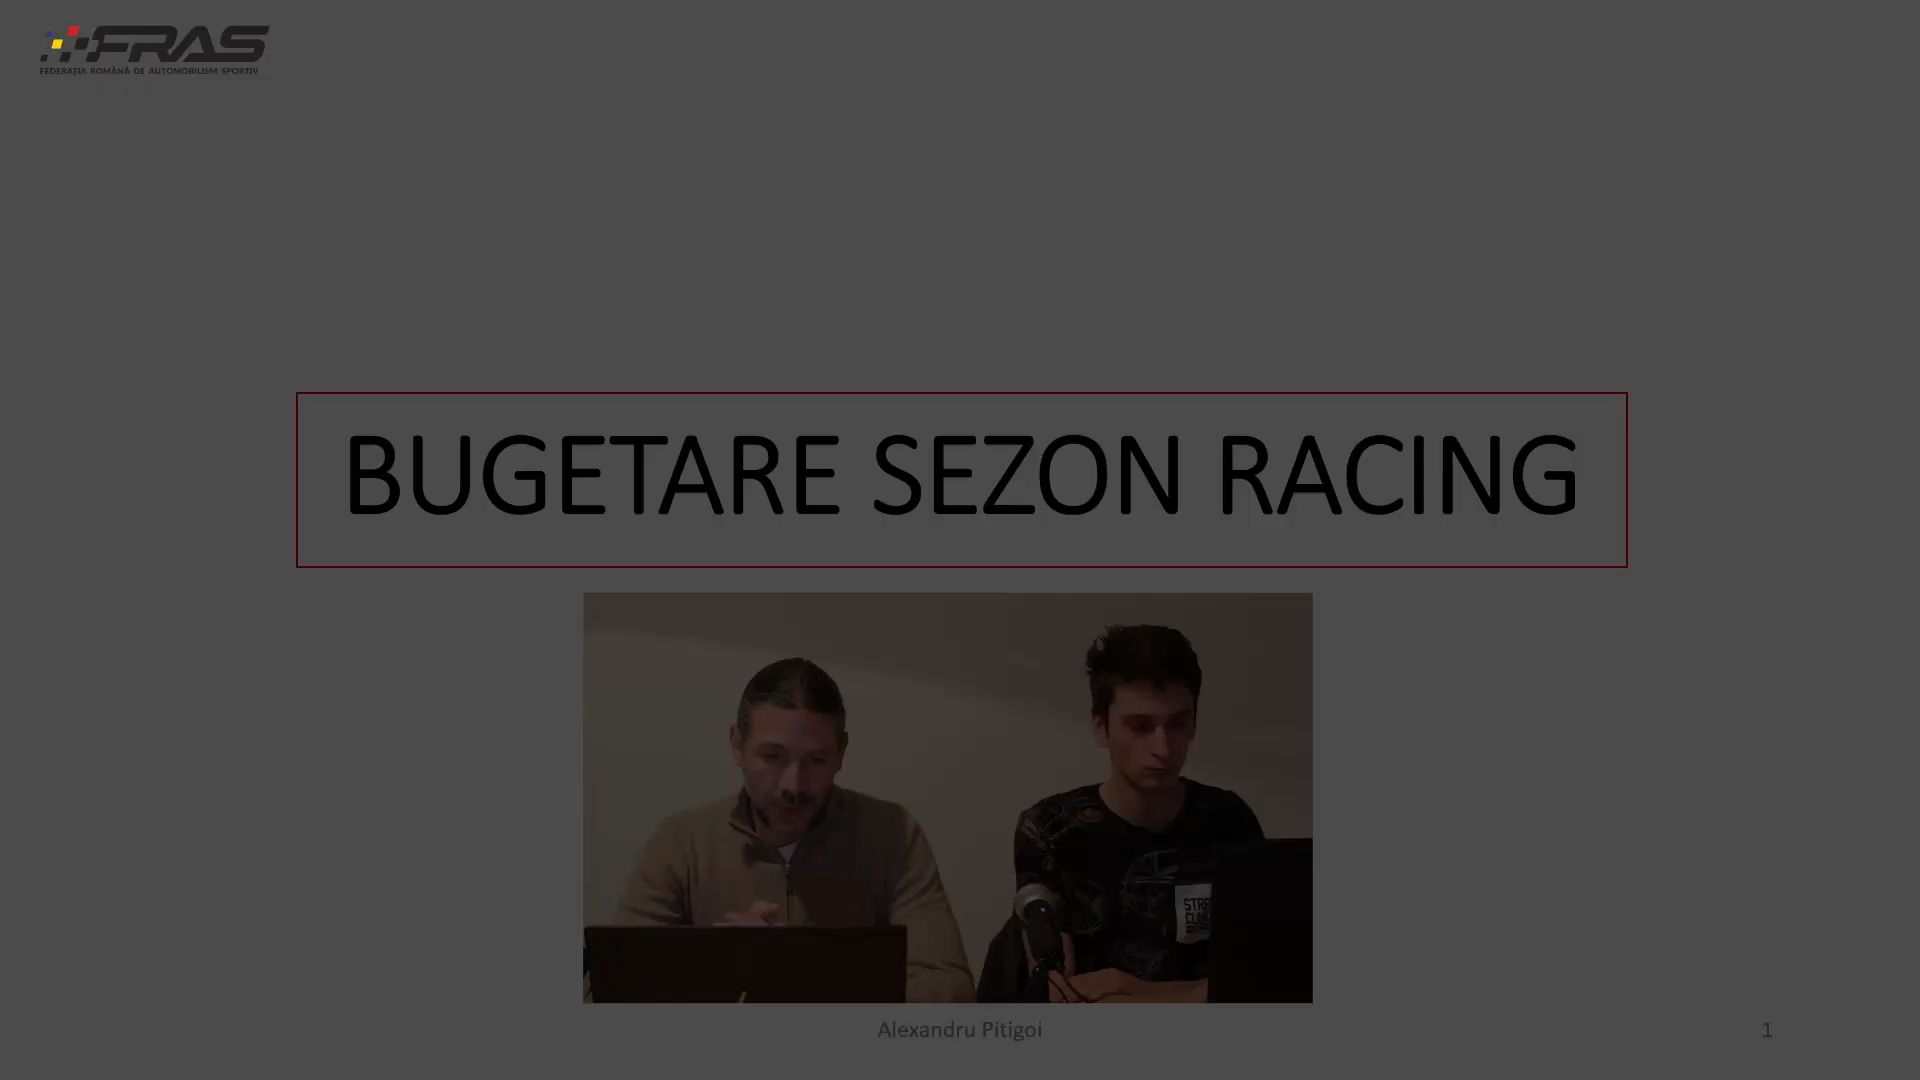 FRAS
FEDERAȚIA ROMÂNĂ DE AUTOMOBILISM SPORTIV
BUGETARE SEZON RACING
Alexandru Pitigoi
1